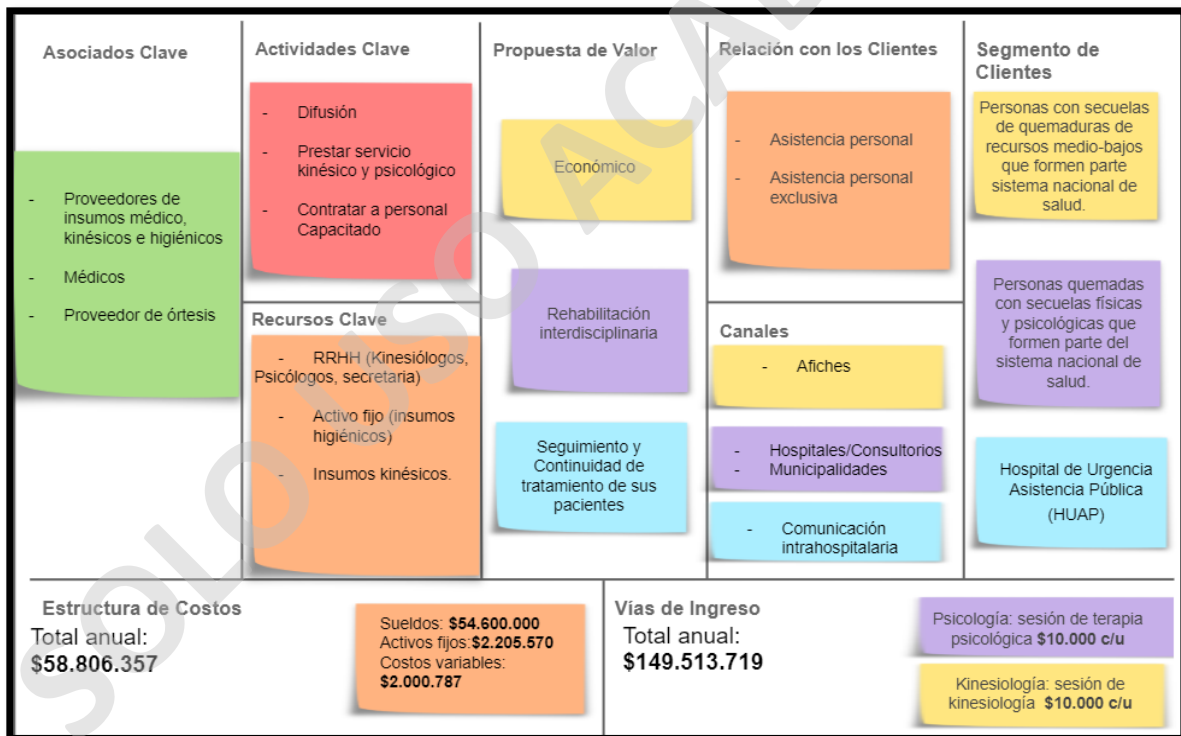 Asociados Clave
- Proveedores de
insumos médico,
kinésicos e higiénicos
- Médicos
- Proveedor de órtesis
Actividades Clave
- Difusión
- Prestar servicio
kinésico y psicológico
- Contratar a personal
Capacitado
Recursos Clave
- RRHH (Kinesiólogos,
Psicólogos, secretaria)
- Activo fijo (insumos
higiénicos)
- Insumos kinésicos.
Propuesta de Valor
Económico
Rehabilitación
interdisciplinaria
Seguimiento y
Continuidad de
tratamiento de sus
pacientes
Relación con los Clientes
- Asistencia personal
- Asistencia personal
exclusiva
Canales
- Afiches
- Hospitales/Consultorios
- Municipalidades
- Comunicación
intrahospitalaria
Segmento de
Clientes
Personas con secuelas
de quemaduras de
recursos medio-bajos
que formen parte
sistema nacional de
salud.
Personas quemadas
con secuelas físicas
y psicológicas que
formen parte del
sistema nacional de
salud.
Hospital de Urgencia
Asistencia Pública
(HUAP)
Estructura de Costos
Total anual:
$58.806.357
Sueldos: $54.600.000
Activos fijos:$2.205.570
Costos variables:
$2.000.787
Vías de Ingreso
Total anual:
$149.513.719
Psicología: sesión de terapia
psicológica $10.000 c/u
Kinesiología: sesión de
kinesiología $10.000 c/u
SOLO USO ACA